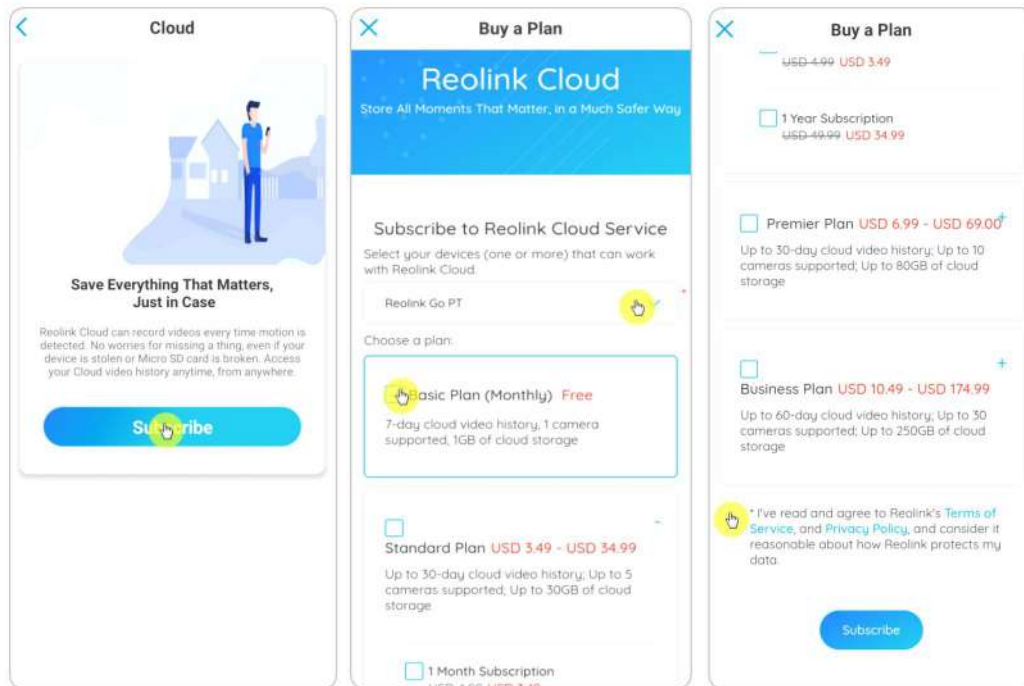 Cloud
Save Everything That Matters,
Just in Case
Reolink Cloud can record videos every time motion is
detected. No worries for missing a thing, even if your
device is stolen or Micro SD card is broken. Access
your Cloud video history anytime, from anywhere.
Subscribe
Buy a Plan
Reolink Cloud
Store All Moments That Matter, in a Much Safer Way
Subscribe to Reolink Cloud Service
Select your devices (one or more) that can work
with Reolink Cloud.
Reolink Go PT
*
Choose a plan:
Basic Plan (Monthly) Free
7-day cloud video history, 1 camera
supported, 1GB of cloud storage
Standard Plan USD 3.49 - USD 34.99
Up to 30-day cloud video history; Up to 5
cameras supported; Up to 30GB of cloud
storage
1 Month Subscription
USD 4.99 USD 3.49
Buy a Plan
USD 4.99 USD 3.49
1 Year Subscription
USD 49.99 USD 34.99
Premier Plan USD 6.99 - USD 69.00
Up to 30-day cloud video history; Up to 10
cameras supported; Up to 80GB of cloud
storage
Business Plan USD 10.49 - USD 174.99
Up to 60-day cloud video history; Up to 30
cameras supported; Up to 250GB of cloud
storage
* I've read and agree to Reolink's Terms of
Service, and Privacy Policy, and consider it
reasonable about how Reolink protects my
data.
Subscribe